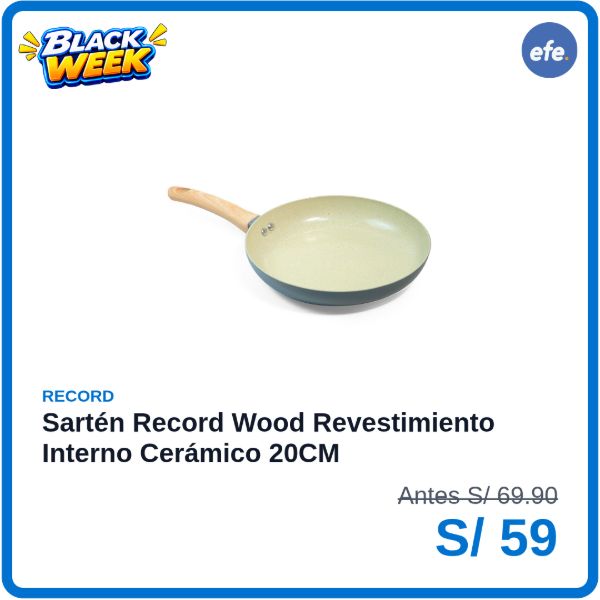 BLACK
WEEK
efe.
RECORD
Sartén Record Wood Revestimiento
Interno Cerámico 20CM
Antes S/ 69.90
S/ 59